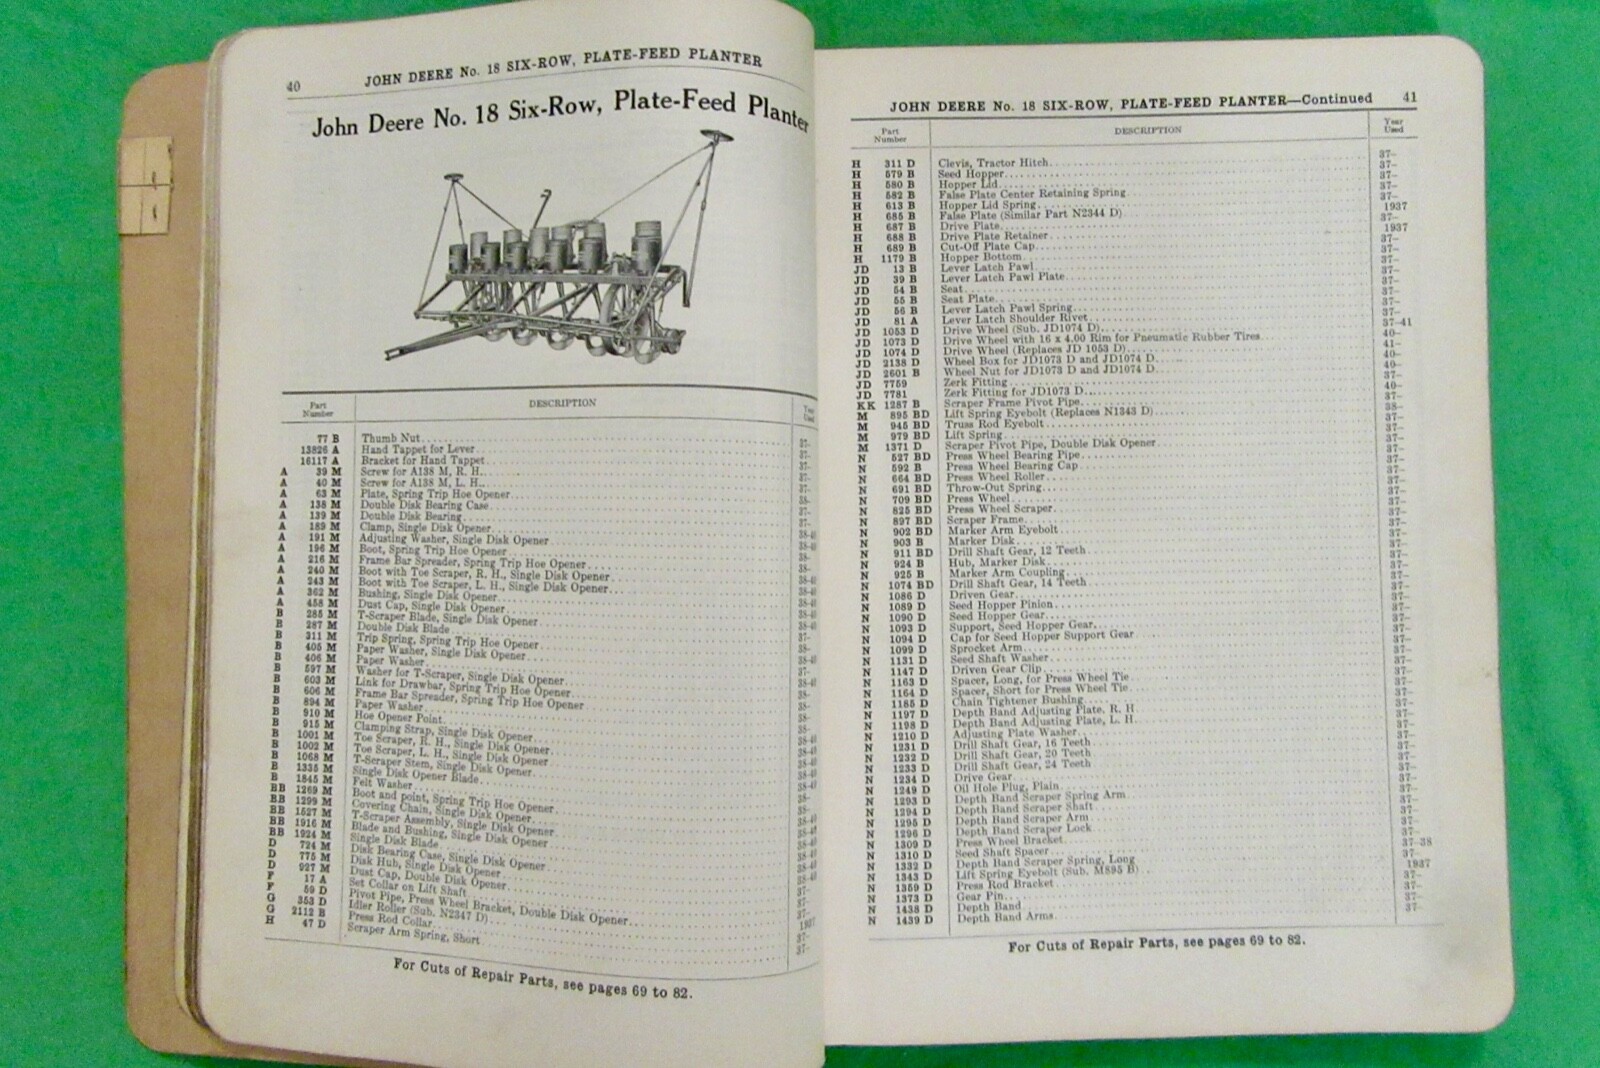 40
JOHN DEERE No. 18 SIX-ROW, PLATE-FEED PLANTER
John Deere No. 18 Six-Row, Plate-Feed Planter
Part Number DESCRIPTION Year Used
77 B Thumb Nut 37-
13826 A Hand Tappet for Lever 37-
16117 A Bracket for Hand Tappet 37-
A 39 M Screw for A138 M, R. H. 37-
A 40 M Screw for A138 M, L. H. 37-
A 63 M Plate, Spring Trip Hoe Opener 38-
A 138 M Double Disk Bearing Case 37-
A 139 M Double Disk Bearing 37-
A 189 M Clamp, Single Disk Opener
A 191 M Adjusting Washer, Single Disk Opener
A 196 M Boot, Spring Trip Hoe Opener
A 216 M Frame Bar Spreader, Spring Trip Hoe Opener
A 240 M Boot with Toe Scraper, R. H., Single Disk Opener
A 243 M Boot with Toe Scraper, L. H., Single Disk Opener
A 362 M Bushing, Single Disk Opener
A 458 M Dust Cap, Single Disk Opener
B 285 M T-Scraper Blade, Single Disk Opener
B 287 M Double Disk Blade
B 311 M Trip Spring, Spring Trip Hoe Opener
B 405 M Paper Washer, Single Disk Opener
B 406 M Paper Washer
B 597 M Washer for T-Scraper, Single Disk Opener
B 603 M Link for Drawbar, Spring Trip Hoe Opener
B 606 M Frame Bar Spreader, Spring Trip Hoe Opener
B 894 M Paper Washer
B 910 M Hoe Opener Point
B 915 M Clamping Strap, Single Disk Opener
B 1001 M Toe Scraper, R. H., Single Disk Opener
B 1002 M Toe Scraper, L. H., Single Disk Opener
B 1068 M T-Scraper Stem, Single Disk Opener
B 1335 M Single Disk Opener Blade
B 1845 M Felt Washer
BB 1269 M Boot and point, Spring Trip Hoe Opener
BB 1299 M Covering Chain, Single Disk Opener
BB 1527 M T-Scraper Assembly, Single Disk Opener
BB 1916 M Blade and Bushing, Single Disk Opener
BB 1924 M Single Disk Blade
D 724 M Disk Bearing Case, Single Disk Opener
D 775 M Disk Hub, Single Disk Opener
D 927 M Dust Cap, Double Disk Opener
F 17 A Set Collar on Lift Shaft
F 59 D Pivot Pipe, Press Wheel Bracket, Double Disk Opener
G 353 D Idler Roller (Sub. N2347 D) 1937
G 2112 B Press Rod Collar 37-
H 47 D Scraper Arm Spring, Short 37-
For Cuts of Repair Parts, see pages 69 to 82.
JOHN DEERE No. 18 SIX-ROW, PLATE-FEED PLANTER—Continued 41
Part Number DESCRIPTION Year Used
H 311 D Clevis, Tractor Hitch 37-
H 579 B Seed Hopper 37-
H 580 B Hopper Lid 37-
H 582 B False Plate Center Retaining Spring 37-
H 613 B Hopper Lid Spring 37-
H 685 B False Plate (Similar Part N2344 D) 1937
H 687 B Drive Plate 37-
H 688 B Drive Plate Retainer 1937
H 689 B Cut-Off Plate Cap 37-
H 1179 B Hopper Bottom 37-
JD 13 B Lever Latch Pawl 37-
JD 39 B Lever Latch Pawl Plate 37-
JD 54 B Seat 37-
JD 55 B Seat Plate 37-
JD 56 B Lever Latch Pawl Spring 37-
JD 81 A Lever Latch Shoulder Rivet 37-
JD 1053 D Drive Wheel (Sub. JD1074 D) 37-41
JD 1073 D Drive Wheel with 16 x 4.00 Rim for Pneumatic Rubber Tires 40-
JD 1074 D Drive Wheel (Replaces JD 1053 D) 41-
JD 2138 D Wheel Box for JD1073 D and JD1074 D 40-
JD 2601 B Wheel Nut for JD1073 D and JD1074 D 40-
JD 7759 Zerk Fitting 37-
JD 7781 Zerk Fitting for JD1073 D 40-
KK 1287 B Scraper Frame Pivot Pipe 37-
M 895 BD Lift Spring Eyebolt (Replaces N1343 D) 38-
M 945 BD Truss Rod Eyebolt 37-
M 979 BD Lift Spring 37-
M 1371 D Scraper Pivot Pipe, Double Disk Opener 37-
N 527 BD Press Wheel Bearing Pipe 37-
N 592 B Press Wheel Bearing Cap 37-
N 664 BD Press Wheel Roller 37-
N 691 BD Throw-Out Spring 37-
N 709 BD Press Wheel 37-
N 825 BD Press Wheel Scraper 37-
N 897 BD Scraper Frame 37-
N 902 BD Marker Arm Eyebolt 37-
N 903 B Marker Disk 37-
N 911 BD Drill Shaft Gear, 12 Teeth 37-
N 924 B Hub, Marker Disk 37-
N 925 B Marker Arm Coupling 37-
N 1074 BD Drill Shaft Gear, 14 Teeth 37-
N 1086 D Driven Gear 37-
N 1089 D Seed Hopper Pinion 37-
N 1090 D Seed Hopper Gear 37-
N 1093 D Support, Seed Hopper Gear 37-
N 1094 D Cap for Seed Hopper Support Gear 37-
N 1099 D Sprocket Arm 37-
N 1131 D Seed Shaft Washer 37-
N 1147 D Driven Gear Clip 37-
N 1163 D Spacer, Long, for Press Wheel Tie 37-
N 1164 D Spacer, Short for Press Wheel Tie 37-
N 1185 D Chain Tightener Bushing 37-
N 1197 D Depth Band Adjusting Plate, R. H 37-
N 1198 D Depth Band Adjusting Plate, L. H 37-
N 1210 D Adjusting Plate Washer 37-
N 1231 D Drill Shaft Gear, 16 Teeth 37-
N 1232 D Drill Shaft Gear, 20 Teeth 37-
N 1233 D Drill Shaft Gear, 24 Teeth 37-
N 1234 D Drive Gear 37-
N 1249 D Oil Hole Plug, Plain 37-
N 1293 D Depth Band Scraper Spring Arm 37-
N 1294 D Depth Band Scraper Shaft 37-
N 1295 D Depth Band Scraper Arm 37-
N 1296 D Depth Band Scraper Lock 37-
N 1309 D Press Wheel Bracket 37-
N 1310 D Seed Shaft Spacer 37-38
N 1332 D Depth Band Scraper Spring, Long 37-
N 1343 D Lift Spring Eyebolt (Sub. M895 B) 1937
N 1359 D Press Rod Bracket 37-
N 1373 D Gear Pin 37-
N 1438 D Depth Band 37-
N 1439 D Depth Band Arms 37-
For Cuts of Repair Parts, see pages 69 to 82.